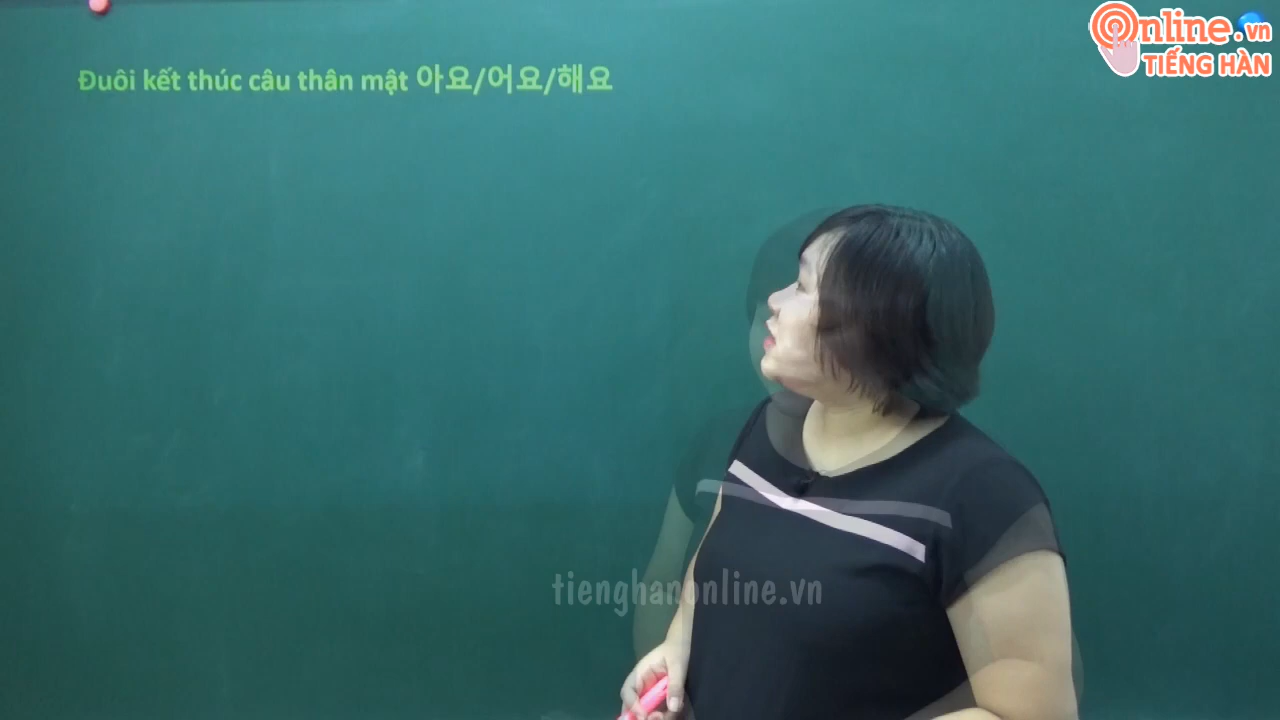 Online.vn
TIẾNG HÀN
Đuôi kết thúc câu thân mật 아요/어요/해요
tienghanonline.vn